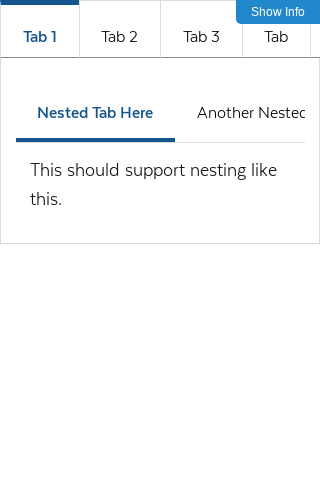 Show Info
Tab 1 Tab 2 Tab 3 Tab
Nested Tab Here Another Nested
This should support nesting like
this.